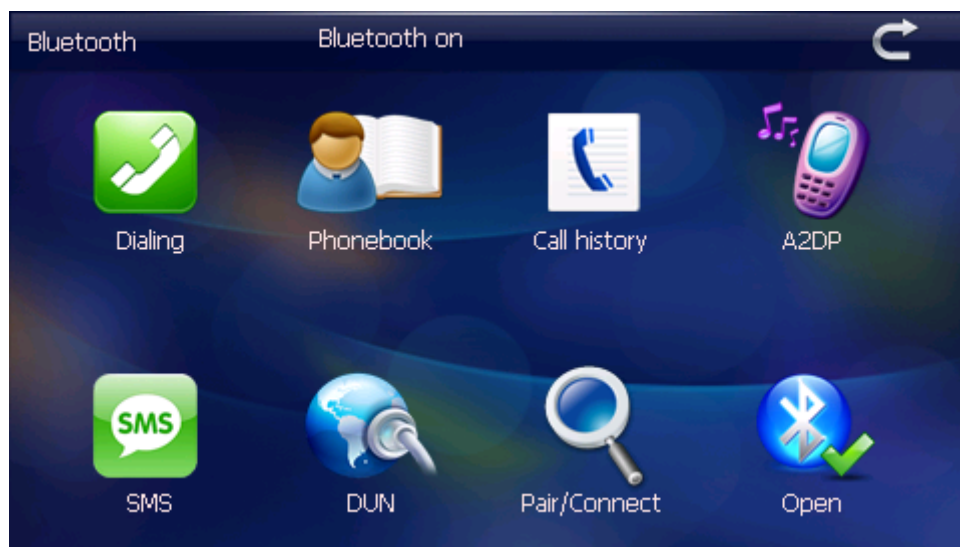 Bluetooth
Bluetooth on
Dialing
Phonebook
Call history
A2DP
SMS
SMS
DUN
Pair/Connect
Open